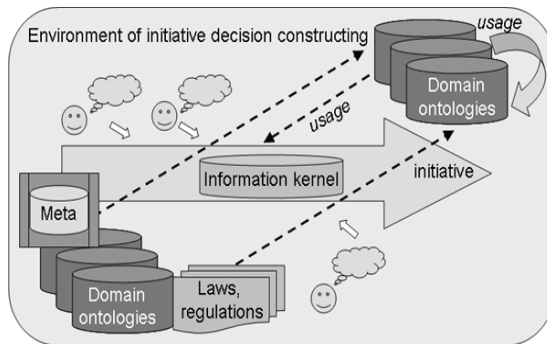 Environment of initiative decision constructing
usage
Domain
ontologies
usage
Information kernel
initiative
Meta
Domain
ontologies
Laws,
regulations